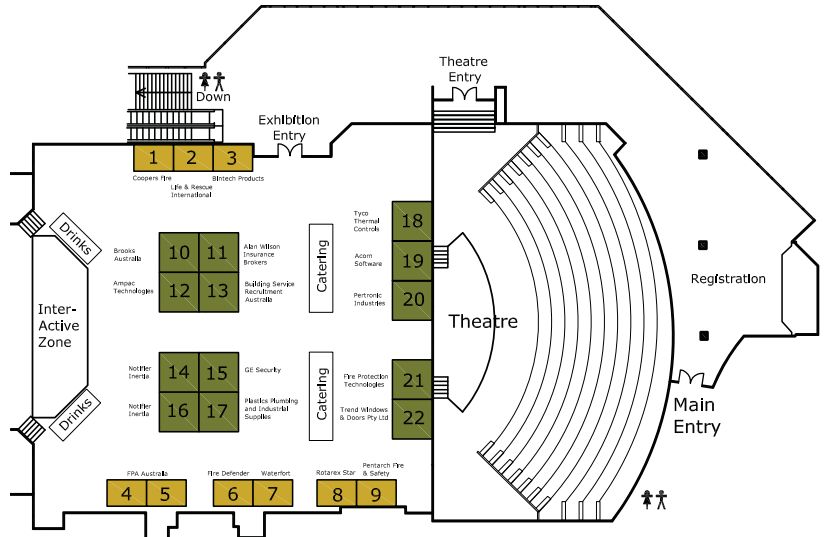 Theatre
Entry
Down
Exhibition
Entry
1
2
3
Coopers Fire
Life & Rescue
International
Bintech Products
Drinks
Brooks
Australia
10
11
Alan Wilson
Insurance
Brokers
Ampac
Technologies
12
13
Building Service
Recruitment
Australia
Catering
Tyco
Thermal
Controls
18
Acorn
Software
19
Pertronic
Industries
20
Registration
Inter-
Active
Zone
Theatre
Notifier
Inertia
14
15
GE Security
Notifier
Inertia
16
17
Plastics Plumbing
and Industrial
Supplies
Catering
Fire Protection
Technologies
21
Trend Windows
& Doors Pty Ltd
22
Drinks
Main
Entry
FPA Australia
4
5
Fire Defender
Waterfort
6
7
Rotarex Star
Pentarch Fire
& Safety
8
9